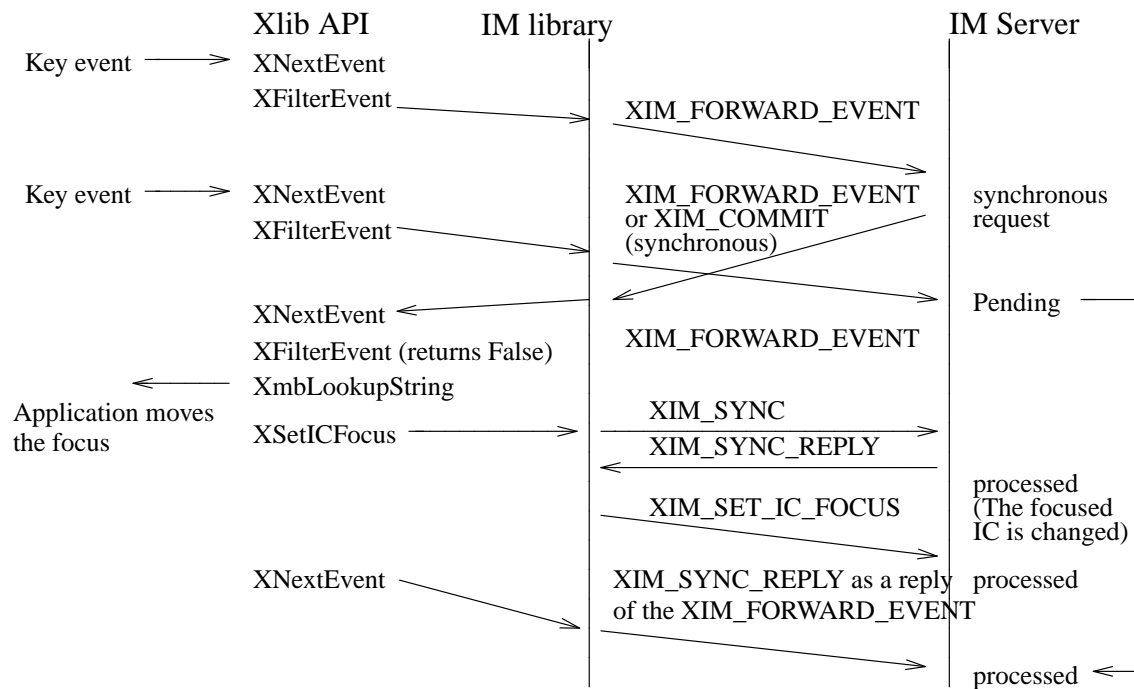 Xlib API IM library IM Server
Key event XNextEvent
XFilterEvent
XIM_FORWARD_EVENT
Key event XNextEvent XIM_FORWARD_EVENT synchronous
or XIM_COMMIT request
XFilterEvent (synchronous)
XNextEvent Pending
XFilterEvent (returns False) XIM_FORWARD_EVENT
XmbLookupString
Application moves XIM_SYNC
the focus XSetICFocus
XIM_SYNC_REPLY
processed
XIM_SET_IC_FOCUS (The focused
IC is changed)
XNextEvent XIM_SYNC_REPLY as a reply processed
of the XIM_FORWARD_EVENT
processed